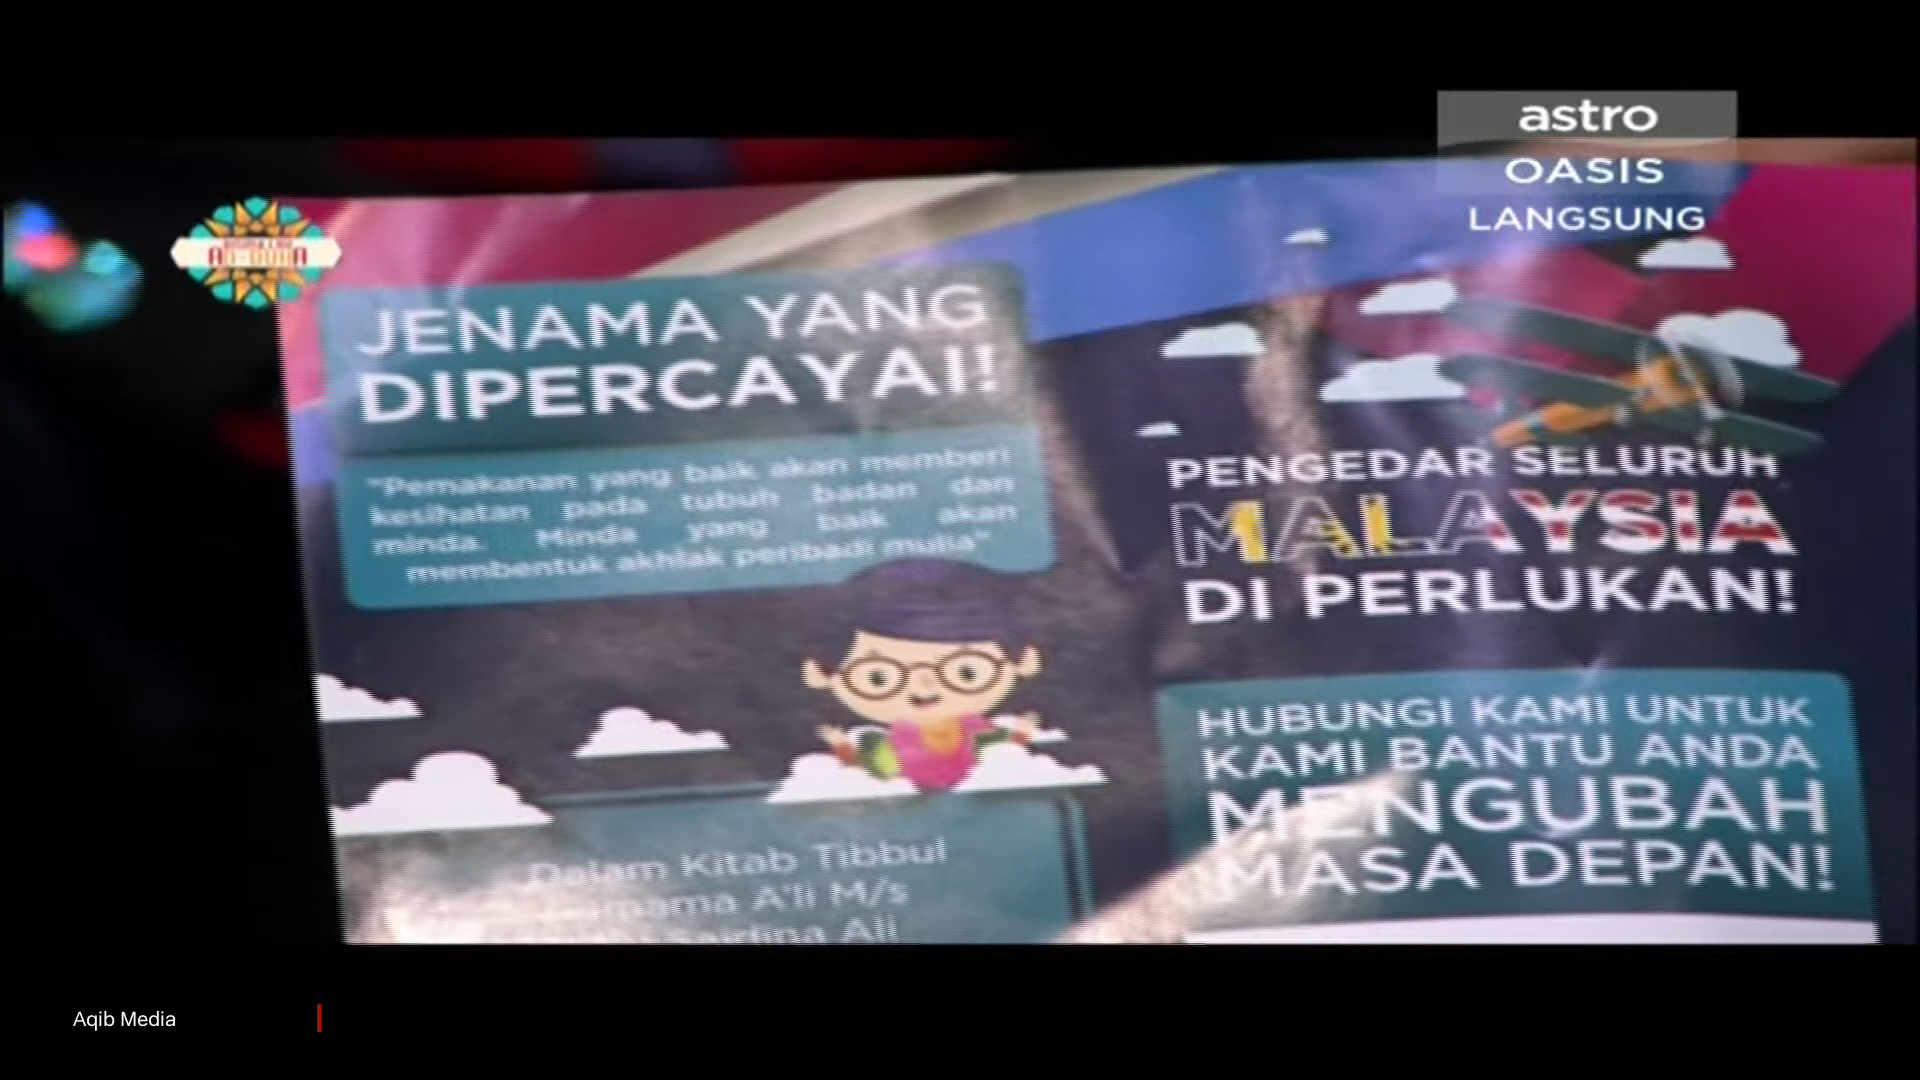 astro
OASIS
LANGSUNG
JENAMA YANG
DIPERCAYAI!
"Pemakanan yang baik akan memberi
kesihatan pada tubuh badan dan
minda. Minda yang baik akan
membentuk akhlak peribadi mulia"
Dalam Kitab Tibbul
A'li M/s
Ali
PENGEDAR SELURUH
MALAYSIA
DI PERLUKAN!
HUBUNGI KAMI UNTUK
KAMI BANTU ANDA
MENGUBAH
MASA DEPAN!
Aqib Media